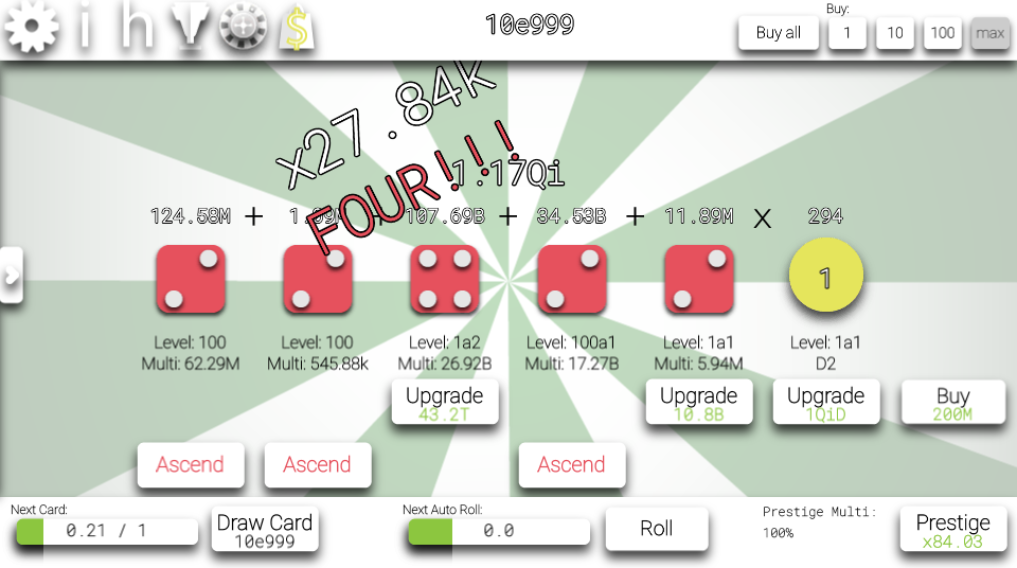 i h $ 10e999 Buy all Buy: 1 10 100 max
x27.84k
FOUR!!!
1.17Qi
124.58M + + 107.69B + 34.53B + 11.89M X 294
1
Level: 100 Level: 100 Level: 1a2 Level: 100a1 Level: 1a1 Level: 1a1
Multi: 62.29M Multi: 545.88k Multi: 26.92B Multi: 17.27B Multi: 5.94M D2
Upgrade Upgrade Upgrade Buy
43.2T 10.8B 1QiD 200M
Ascend Ascend Ascend
Next Card: Next Auto Roll: Prestige Multi:
0.21 / 1 Draw Card 0.0 Roll 100% Prestige
10e999 x84.03